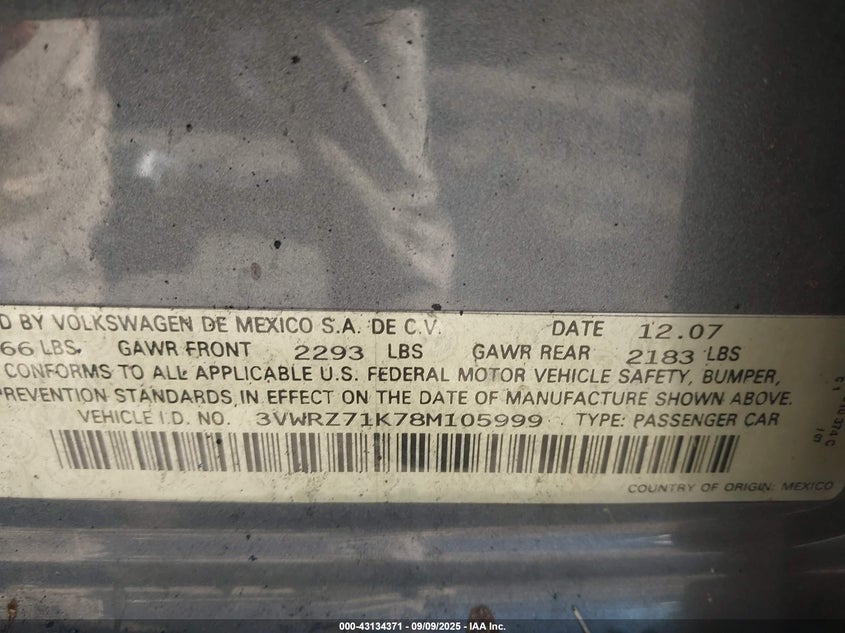 D BY VOLKSWAGEN DE MEXICO S.A. DE C.V. DATE 12.07
66 LBS. GAWR FRONT 2293 LBS GAWR REAR 2183 LBS
CONFORMS TO ALL APPLICABLE U.S. FEDERAL MOTOR VEHICLE SAFETY, BUMPER,
PREVENTION STANDARDS, IN EFFECT ON THE DATE OF MANUFACTURE SHOWN ABOVE.
VEHICLE I.D. NO. 3VWRZ71K78M105999 TYPE: PASSENGER CAR
COUNTRY OF ORIGIN: MEXICO
000-43134371 - 09/09/2025 - IAA Inc.